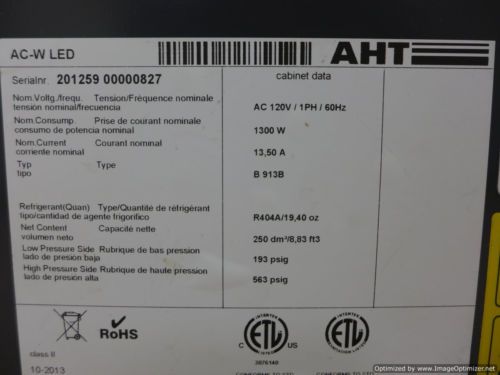 AC-W LED
AHT
Serialnr. 201259 00000827
cabinet data
Nom.Voltg./frequ. Tension/Fréquence nominale
tension nominal/frecuencia
AC 120V / 1PH / 60Hz
Nom.Consump. Prise de courant nominale
consumo de potencia nominal
1300 W
Nom.Current Courant nominal
corriente nominal
13,50 A
Typ Type
tipo
B 913B
Refrigerant(Quan) Type/Quantité de réfrigérant
tipo/cantidad de agente frigorifico
R404A/19,40 oz
Net Content Capacité nette
volumen neto
250 dm³/8,83 ft3
Low Pressure Side Rubrique de bas pression
lado de presion baja
193 psig
High Pressure Side Rubrique de haute pression
lado de presión alta
563 psig
RoHS
INTERTEK
ETL
C US
3076140
INTERTEK
ETL
class II
10-2013
Optimized by www.ImageOptimizer.net